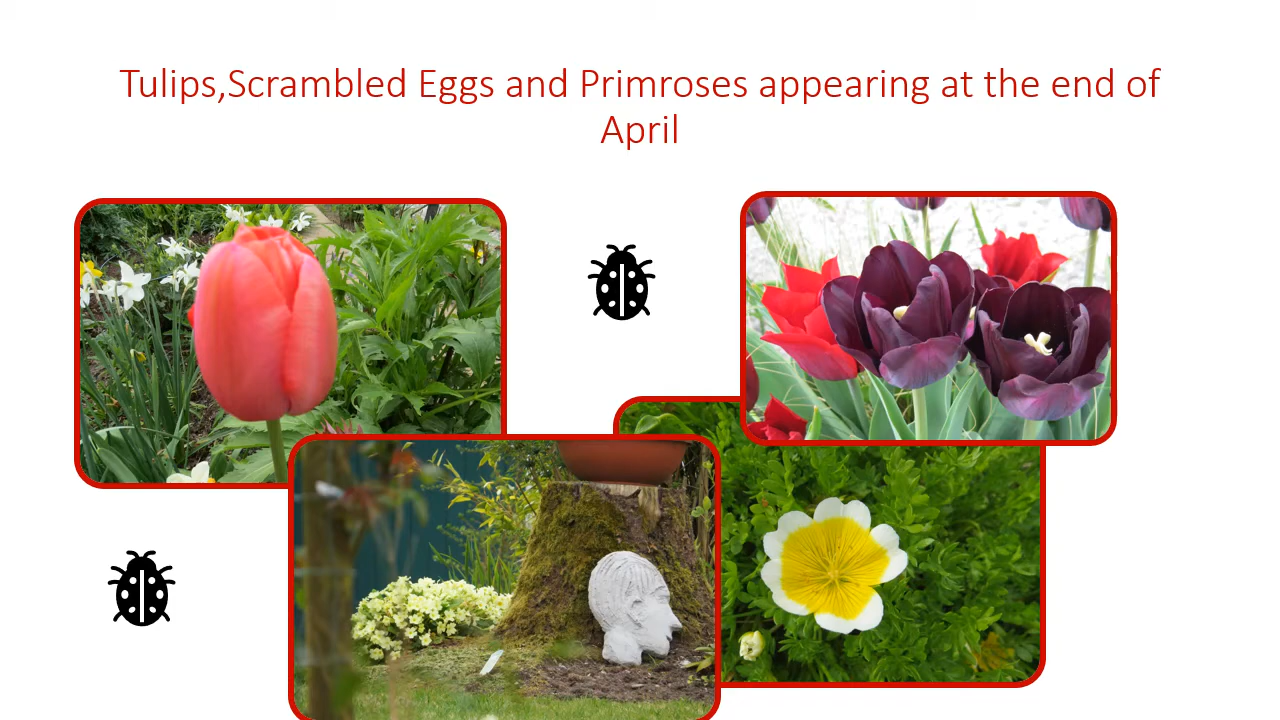 Tulips,Scrambled Eggs and Primroses appearing at the end of
April